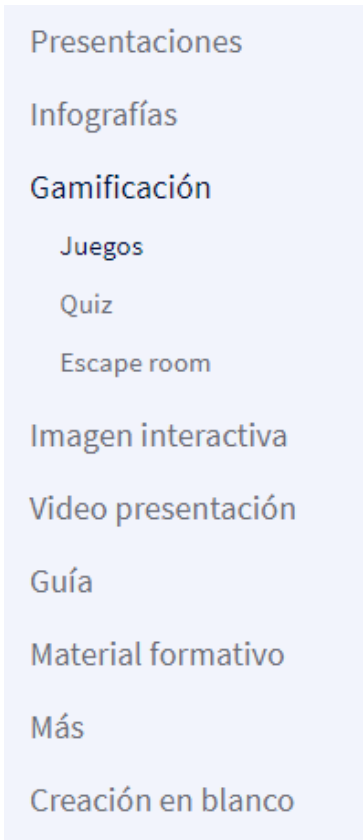 Presentaciones
Infografías
Gamificación
Juegos
Quiz
Escape room
Imagen interactiva
Video presentación
Guía
Material formativo
Más
Creación en blanco